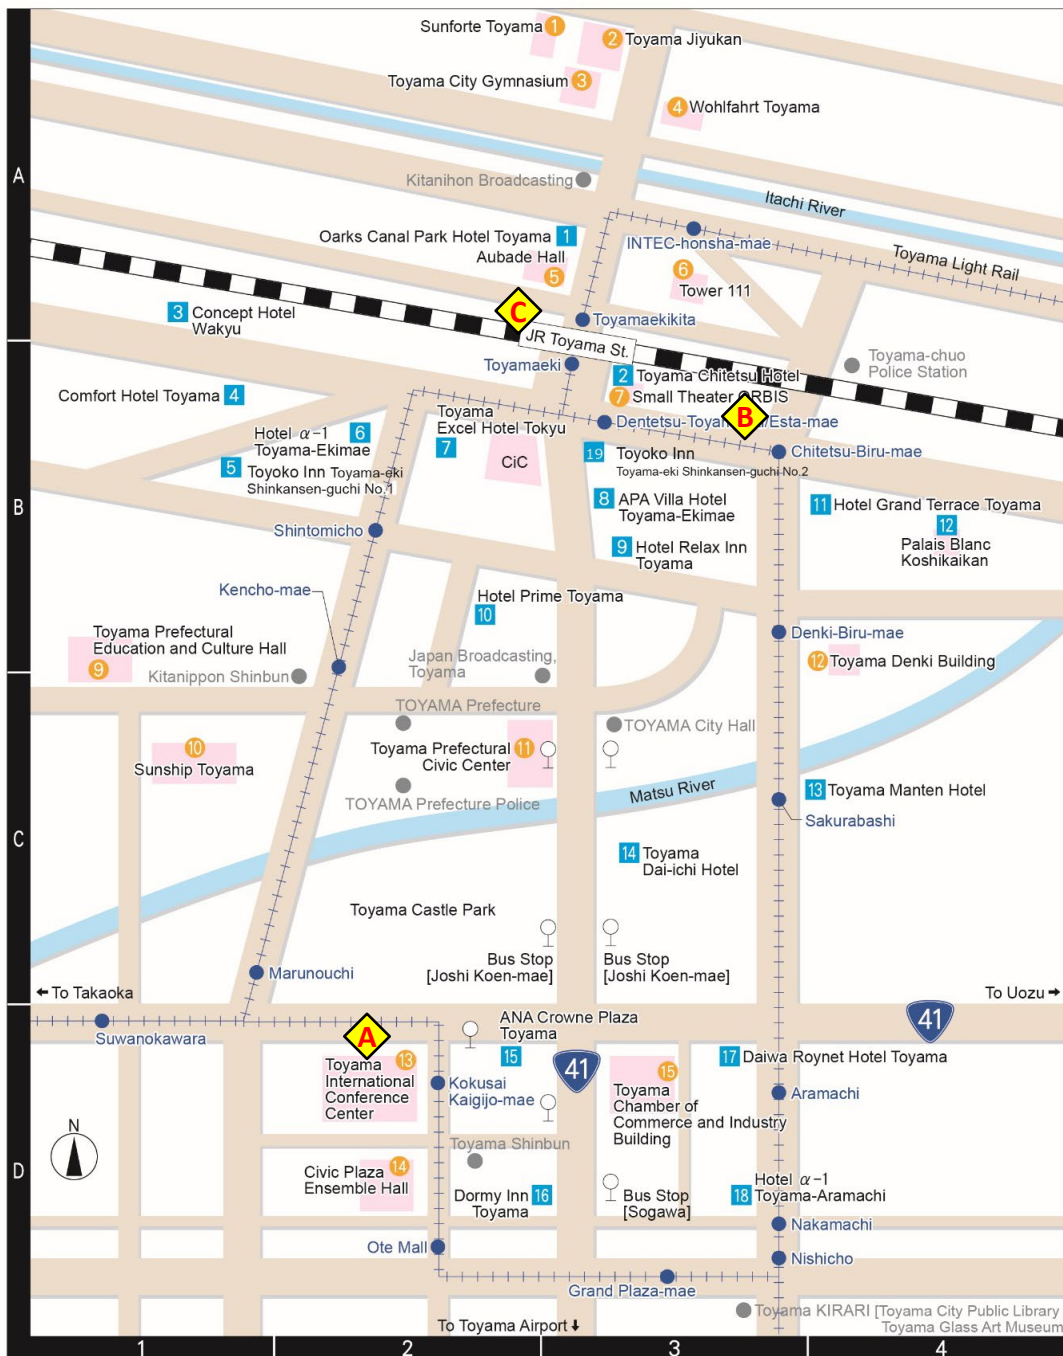 Sunforte Toyama 1
2 Toyama Jiyukan
Toyama City Gymnasium 3
4 Wohlfahrt Toyama
A
Kitanihon Broadcasting
Itachi River
Oarks Canal Park Hotel Toyama 1
INTEC-honsha-mae
Aubade Hall
5
Toyama Light Rail
6
Tower 111
3 Concept Hotel
Wakyu
C
Toyamaekikita
JR Toyama St.
Toyamaeki
Toyama-chuo
Police Station
2 Toyama Chitetsu Hotel
Comfort Hotel Toyama 4
7 Small Theater ORBIS
B
Toyama
Excel Hotel Tokyu
7
Dentetsu-Toyama /Esta-mae
Hotel α-1
Toyama-Ekimae
6
CiC
Chitetsu-Biru-mae
19 Toyoko Inn
Toyama-eki Shinkansen-guchi No.2
5 Toyoko Inn Toyama-eki
Shinkansen-guchi No.1
B
8 APA Villa Hotel
Toyama-Ekimae
11 Hotel Grand Terrace Toyama
12
Palais Blanc
Koshikaikan
Shintomicho
9 Hotel Relax Inn
Toyama
Kencho-mae
Hotel Prime Toyama
10
Toyama Prefectural
Education and Culture Hall
9
Denki-Biru-mae
Kitanippon Shinbun
Japan Broadcasting,
Toyama
12 Toyama Denki Building
TOYAMA Prefecture
TOYAMA City Hall
10
Sunship Toyama
Toyama Prefectural
Civic Center
11
TOYAMA Prefecture Police
Matsu River
13 Toyama Manten Hotel
Sakurabashi
C
14 Toyama
Dai-ichi Hotel
Toyama Castle Park
Bus Stop
[Joshi Koen-mae]
Bus Stop
[Joshi Koen-mae]
Marunouchi
← To Takaoka
To Uozu →
Suwanokawara
A
ANA Crowne Plaza
Toyama
15
41
41
13
Toyama
International
Conference
Center
Kokusai
Kaigijo-mae
15
Toyama
Chamber of
Commerce and Industry
Building
17 Daiwa Roynet Hotel Toyama
Aramachi
N
Toyama Shinbun
D
Civic Plaza
Ensemble Hall
14
Dormy Inn
Toyama
16
Bus Stop
[Sogawa]
18
Hotel α-1
Toyama-Aramachi
Nakamachi
Ote Mall
Nishicho
Grand Plaza-mae
Toyama KIRARI [Toyama City Public Library
Toyama Glass Art Museum
To Toyama Airport ↓
1
2
3
4